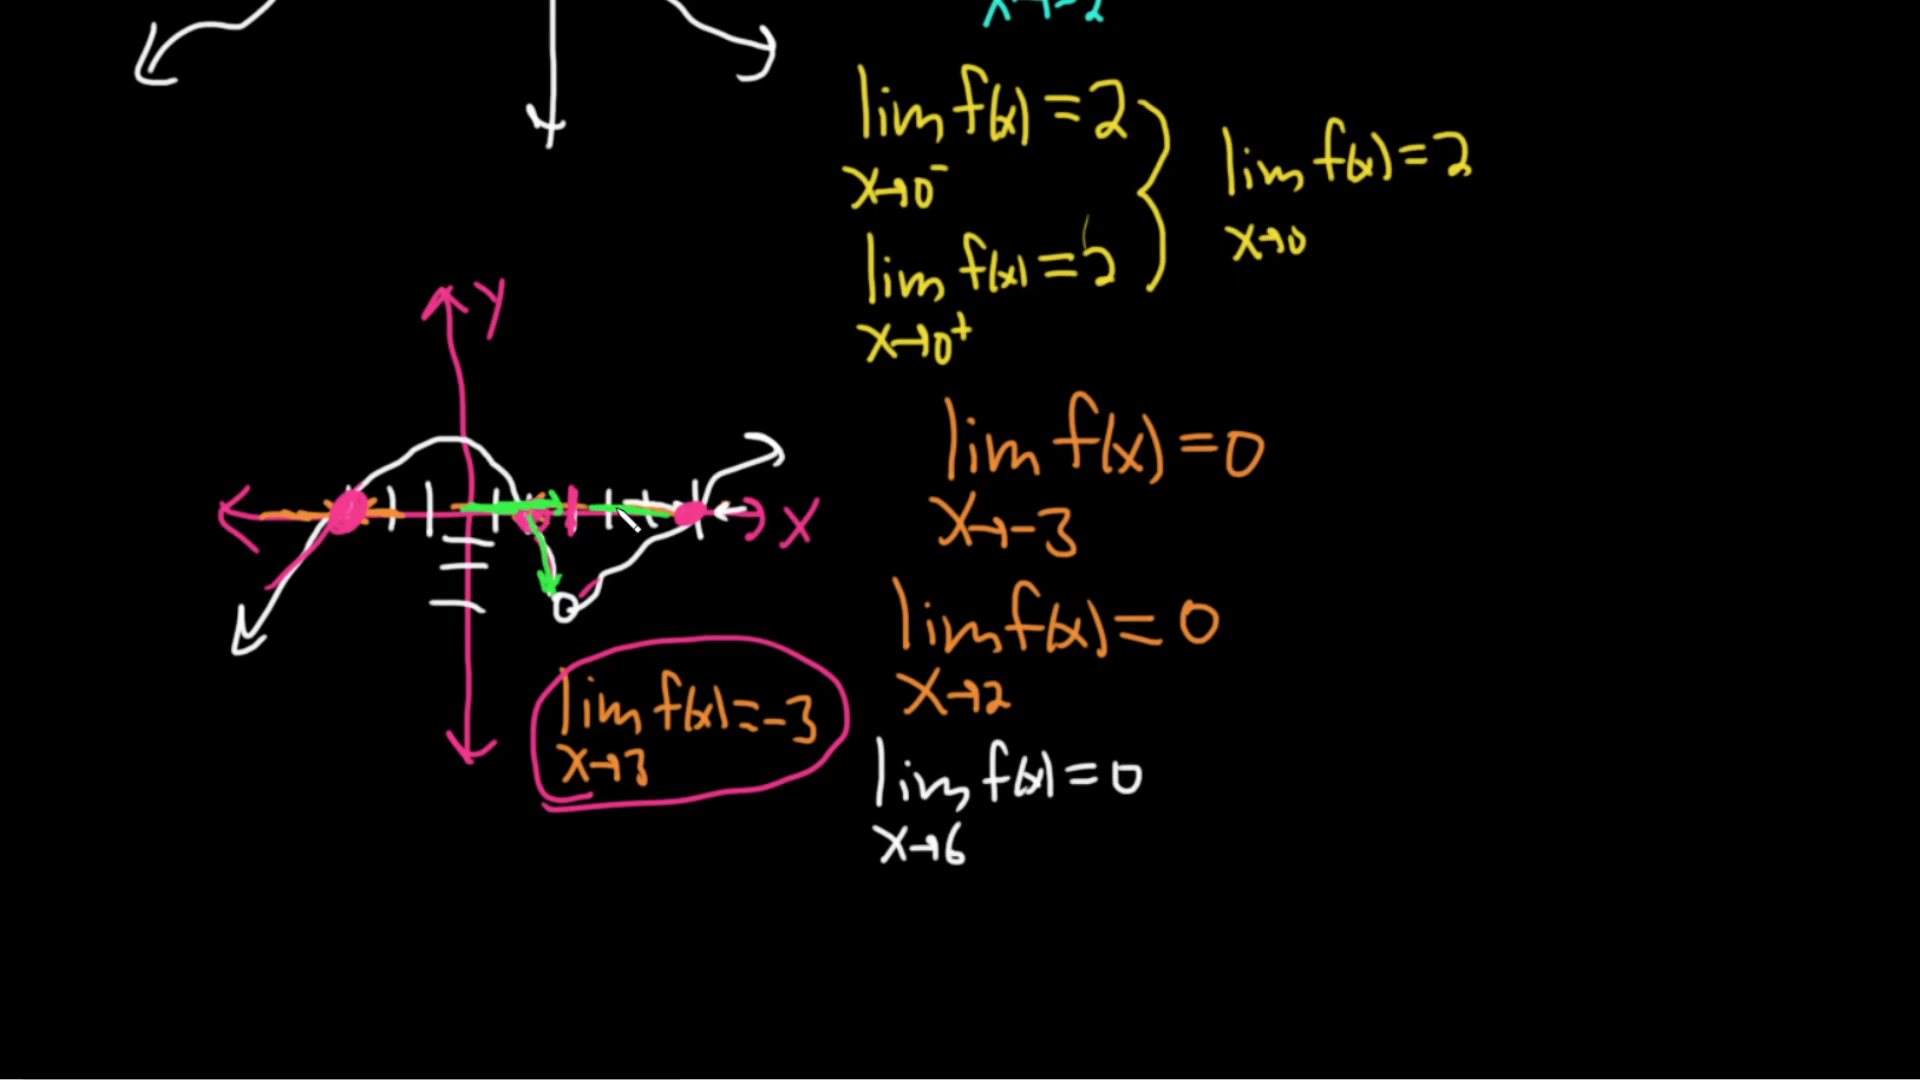 x→-2
lim f(x) = 2
x→0⁻
lim f(x) = 2
x→0
lim f(x) = 2
x→0⁺
y
x
lim f(x) = 0
x→-3
lim f(x) = 0
x→2
lim f(x) = -3
x→3
lim f(x) = 0
x→6